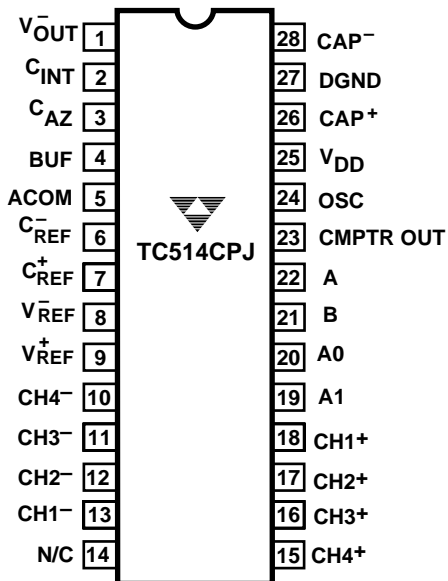 V⁻OUT 1 28 CAP⁻
CINT 2 27 DGND
CAZ 3 26 CAP⁺
BUF 4 25 VDD
ACOM 5 24 OSC
C⁻REF 6 23 CMPTR OUT
TC514CPJ
C⁺REF 7 22 A
V⁻REF 8 21 B
V⁺REF 9 20 A0
CH4⁻ 10 19 A1
CH3⁻ 11 18 CH1⁺
CH2⁻ 12 17 CH2⁺
CH1⁻ 13 16 CH3⁺
N/C 14 15 CH4⁺